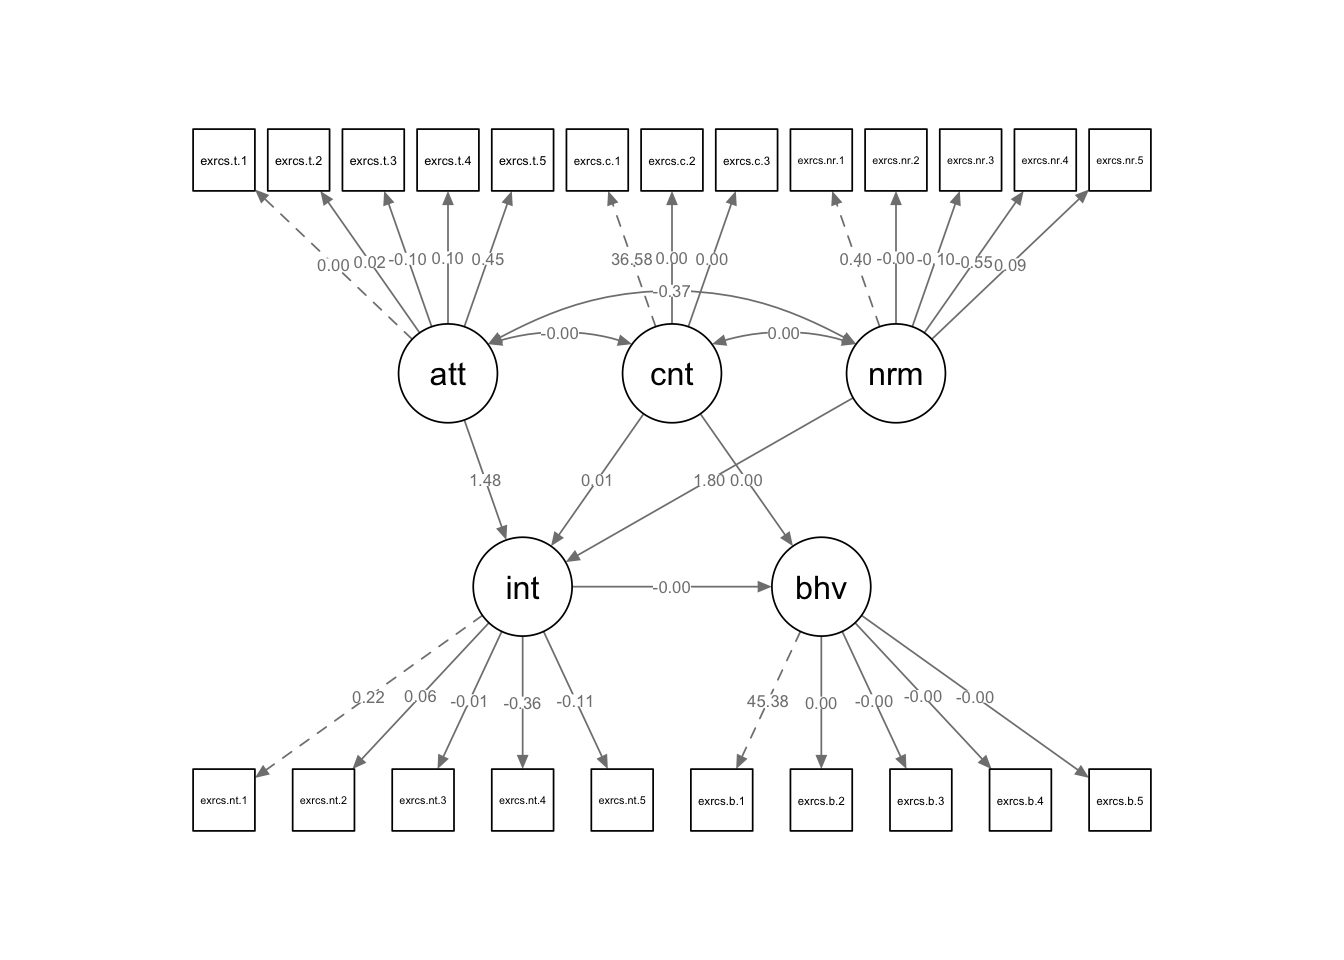 exrcs.t.1 exrcs.t.2 exrcs.t.3 exrcs.t.4 exrcs.t.5 exrcs.c.1 exrcs.c.2 exrcs.c.3 exrcs.nr.1 exrcs.nr.2 exrcs.nr.3 exrcs.nr.4 exrcs.nr.5
0.00 0.02 -0.10 0.10 0.45 36.58 0.00 0.00 0.40 -0.00 -0.10 -0.55 0.09
-0.37
-0.00 0.00
att cnt nrm
1.48 0.01 1.80 0.00
int -0.00 bhv
0.22 0.06 -0.01 -0.36 -0.11 45.38 0.00 -0.00 -0.00 -0.00
exrcs.nt.1 exrcs.nt.2 exrcs.nt.3 exrcs.nt.4 exrcs.nt.5 exrcs.b.1 exrcs.b.2 exrcs.b.3 exrcs.b.4 exrcs.b.5